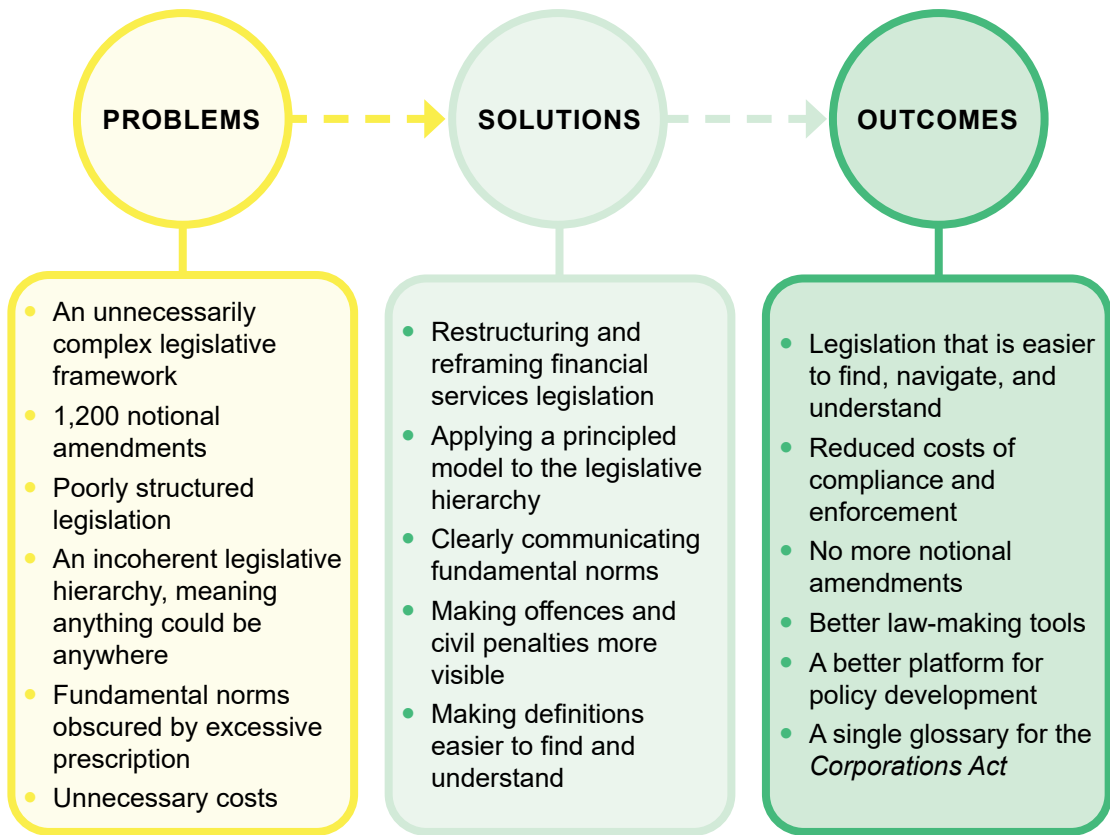 PROBLEMS
SOLUTIONS
OUTCOMES
• An unnecessarily
complex legislative
framework
• 1,200 notional
amendments
• Poorly structured
legislation
• An incoherent legislative
hierarchy, meaning
anything could be
anywhere
• Fundamental norms
obscured by excessive
prescription
• Unnecessary costs
• Restructuring and
reframing financial
services legislation
• Applying a principled
model to the legislative
hierarchy
• Clearly communicating
fundamental norms
• Making offences and
civil penalties more
visible
• Making definitions
easier to find and
understand
• Legislation that is easier
to find, navigate, and
understand
• Reduced costs of
compliance and
enforcement
• No more notional
amendments
• Better law-making tools
• A better platform for
policy development
• A single glossary for the
Corporations Act